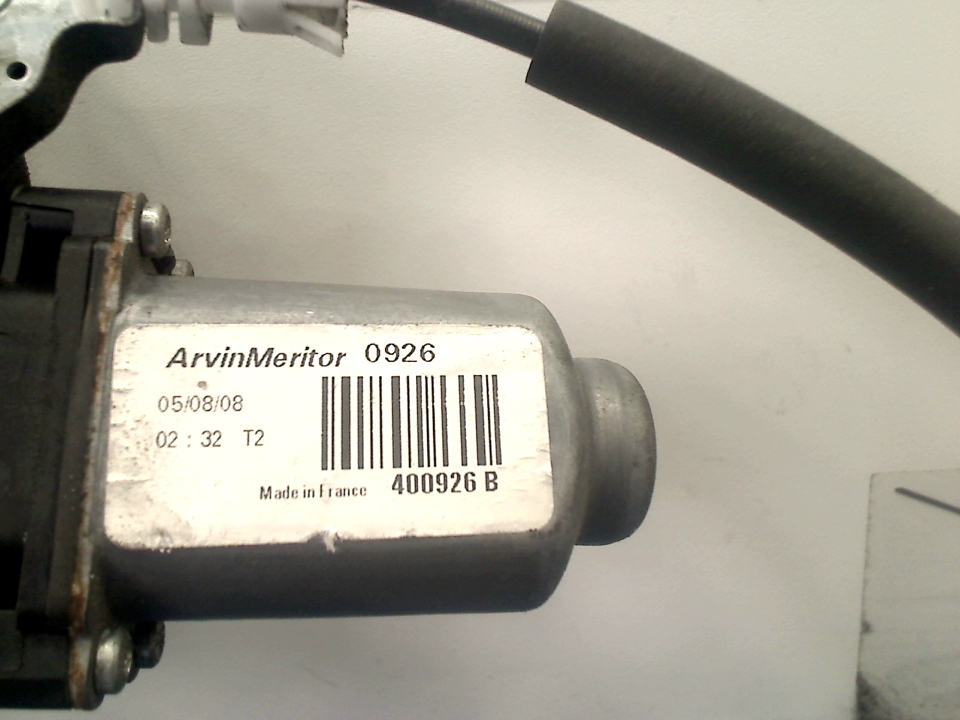 ArvinMeritor 0926
05/08/08
02 : 32 T2
Made in France 400926 B